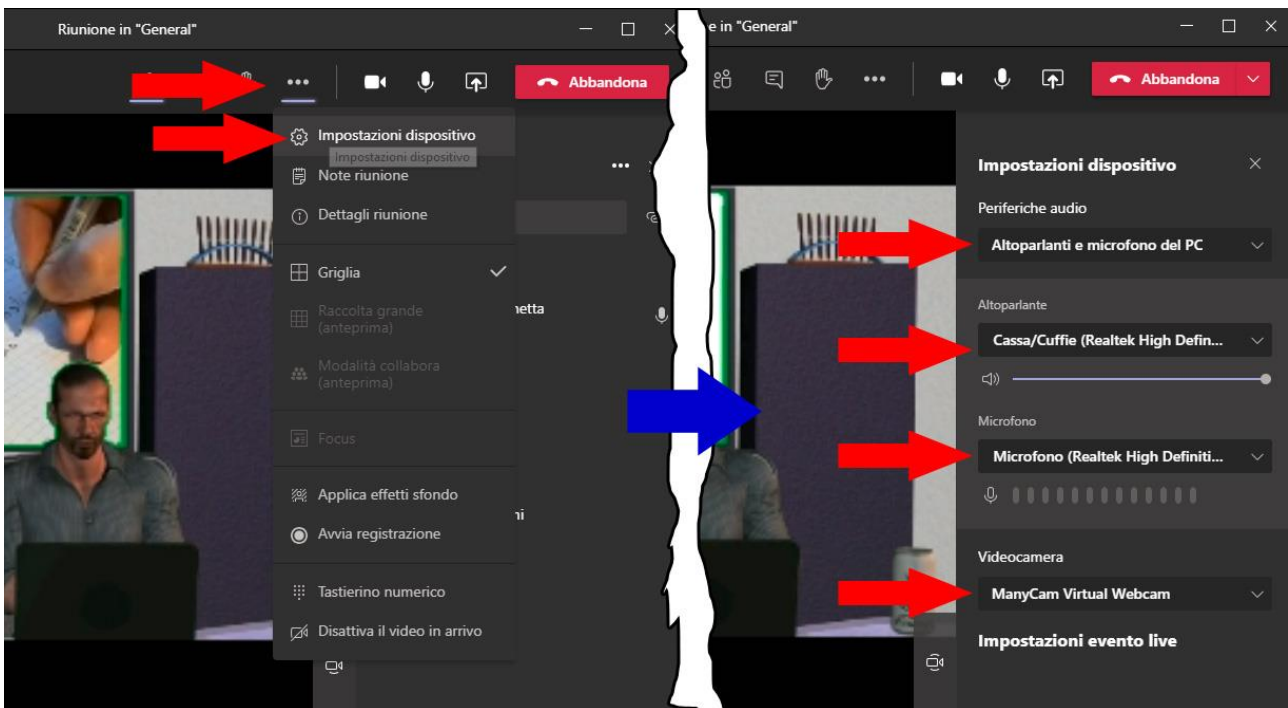 Riunione in "General"
Abbandona
Impostazioni dispositivo
Impostazioni dispositivo
Note riunione
Dettagli riunione
Griglia
Raccolta grande
(anteprima)
Modalità collabora
(anteprima)
Focus
Applica effetti sfondo
Avvia registrazione
Tastierino numerico
Disattiva il video in arrivo
netta
ni
e in "General"
Abbandona
Impostazioni dispositivo
Periferiche audio
Altoparlanti e microfono del PC
Altoparlante
Cassa/Cuffie (Realtek High Defin...
Microfono
Microfono (Realtek High Definiti...
Videocamera
ManyCam Virtual Webcam
Impostazioni evento live